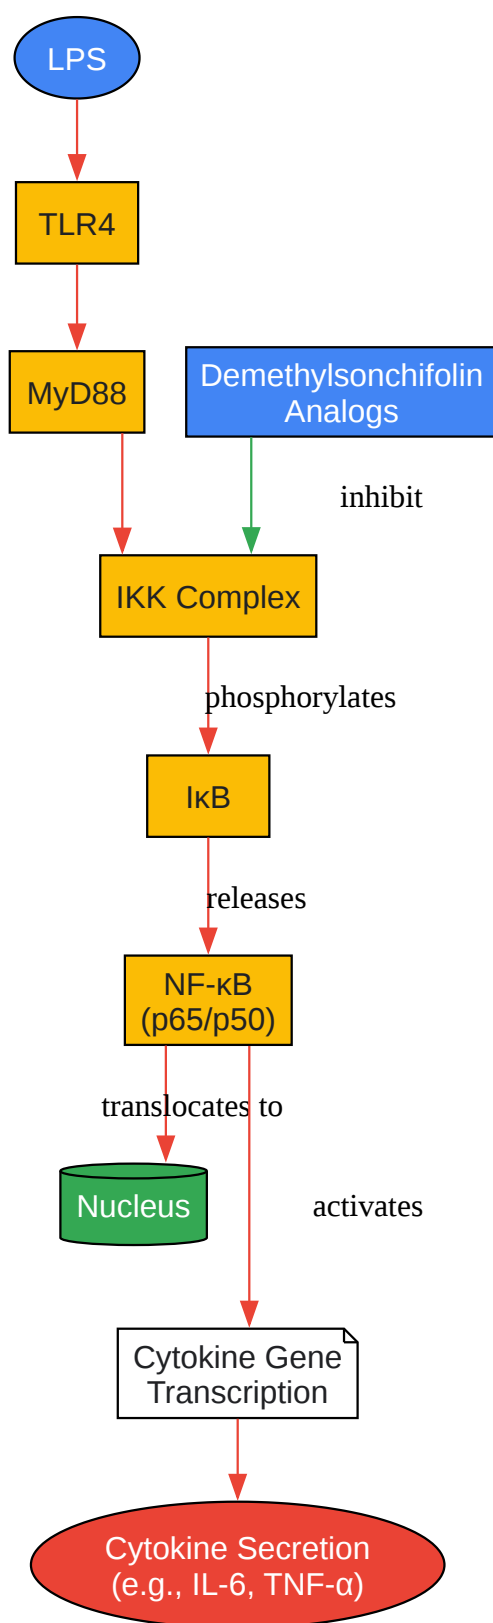 LPS
TLR4
MyD88
Demethylsonchifolin
Analogs
inhibit
IKK Complex
phosphorylates
IκB
releases
NF-κB
(p65/p50)
translocates to
Nucleus
activates
Cytokine Gene
Transcription
Cytokine Secretion
(e.g., IL-6, TNF-α)